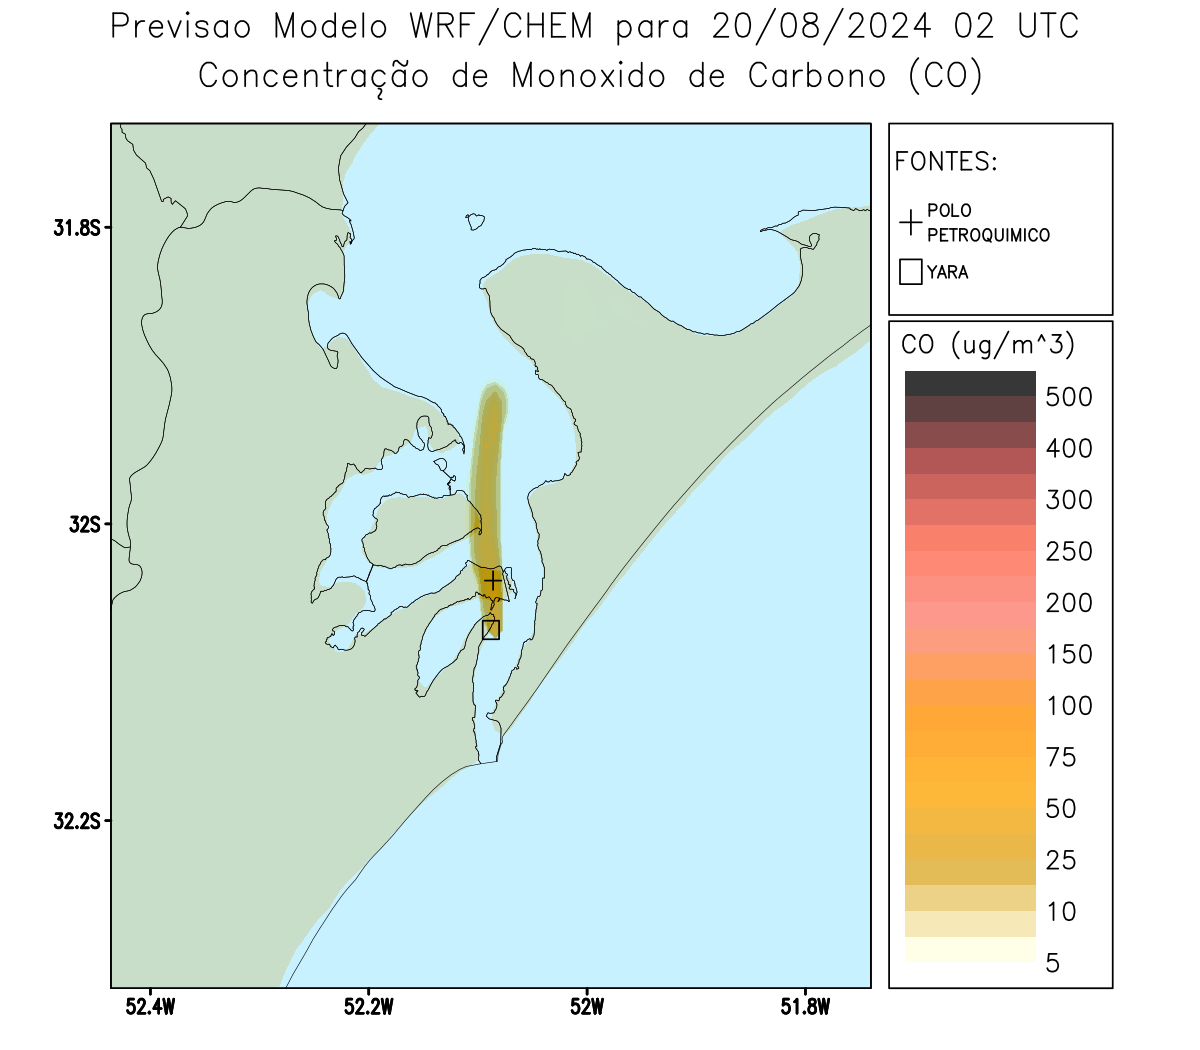 Previsao Modelo WRF/CHEM para 20/08/2024 02 UTC
Concentração de Monoxido de Carbono (CO)
FONTES:
POLO
PETROQUIMICO
YARA
CO (ug/m^3)
500
400
300
250
200
150
100
75
50
25
10
5
31.8S
32S
32.2S
52.4W
52.2W
52W
51.8W